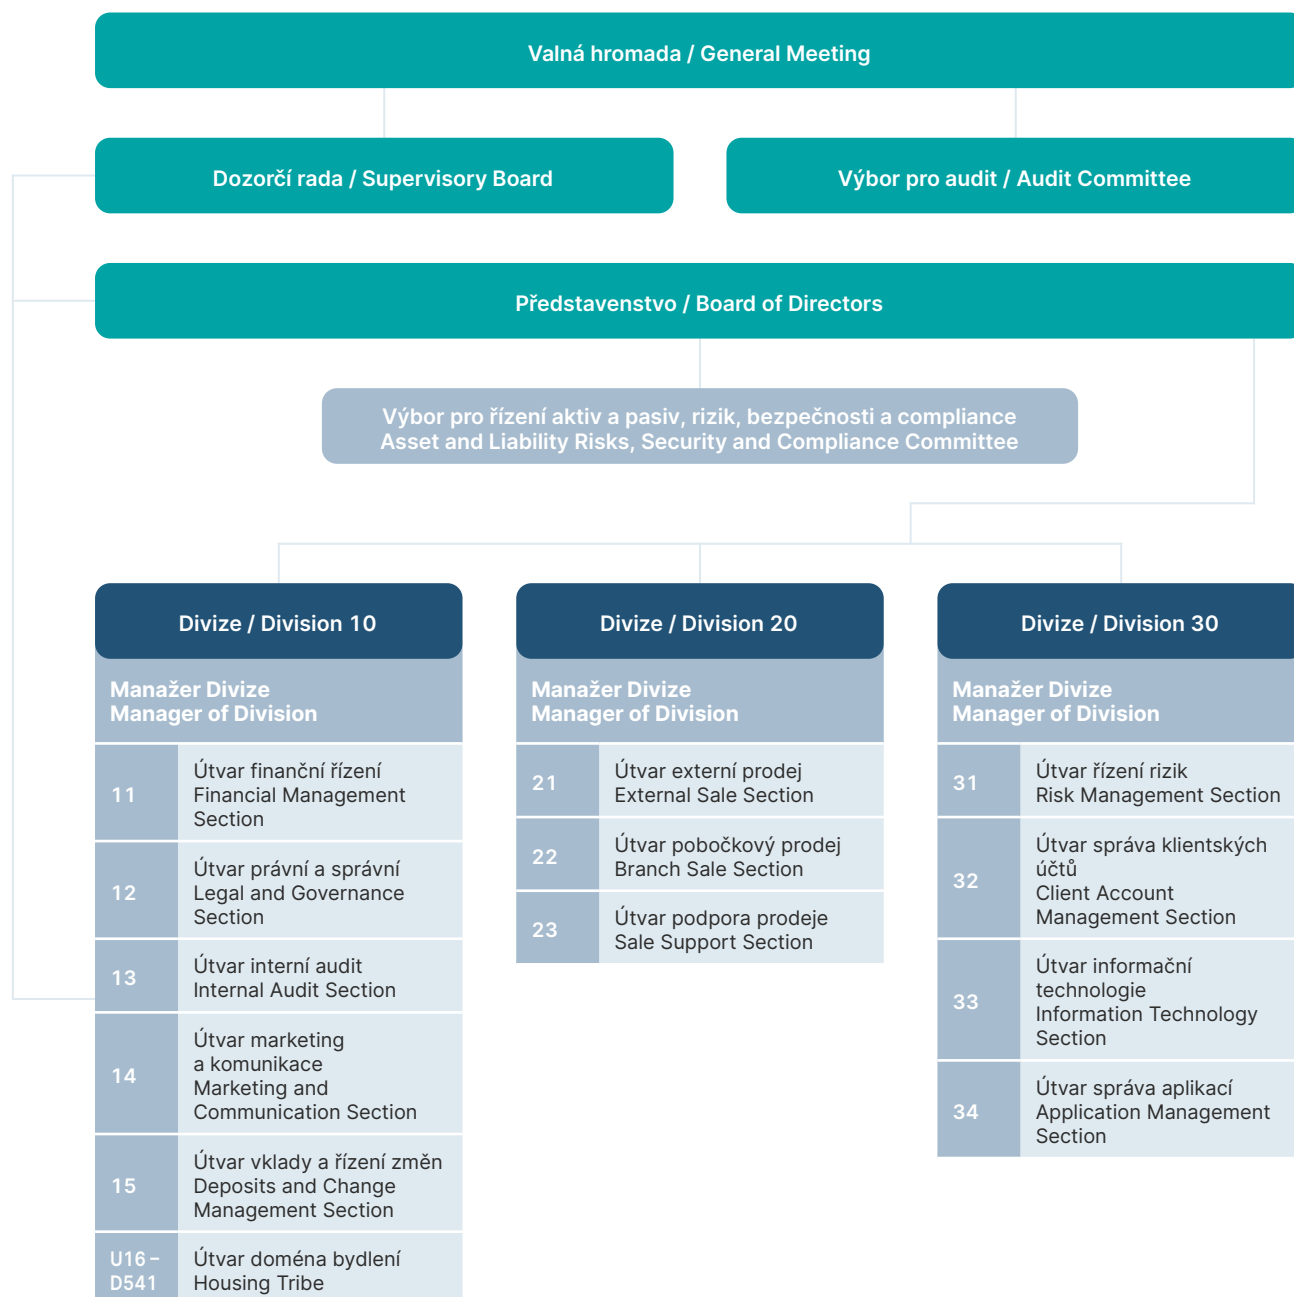 Valná hromada / General Meeting
Dozorčí rada / Supervisory Board
Výbor pro audit / Audit Committee
Představenstvo / Board of Directors
Výbor pro řízení aktiv a pasiv, rizik, bezpečnosti a compliance
Asset and Liability Risks, Security and Compliance Committee
Divize / Division 10
Manažer Divize
Manager of Division
11
Útvar finanční řízení
Financial Management
Section
12
Útvar právní a správní
Legal and Governance
Section
13
Útvar interní audit
Internal Audit Section
14
Útvar marketing
a komunikace
Marketing and
Communication Section
15
Útvar vklady a řízení změn
Deposits and Change
Management Section
U16 –
D541
Útvar doména bydlení
Housing Tribe
Divize / Division 20
Manažer Divize
Manager of Division
21
Útvar externí prodej
External Sale Section
22
Útvar pobočkový prodej
Branch Sale Section
23
Útvar podpora prodeje
Sale Support Section
Divize / Division 30
Manažer Divize
Manager of Division
31
Útvar řízení rizik
Risk Management Section
32
Útvar správa klientských
účtů
Client Account
Management Section
33
Útvar informační
technologie
Information Technology
Section
34
Útvar správa aplikací
Application Management
Section